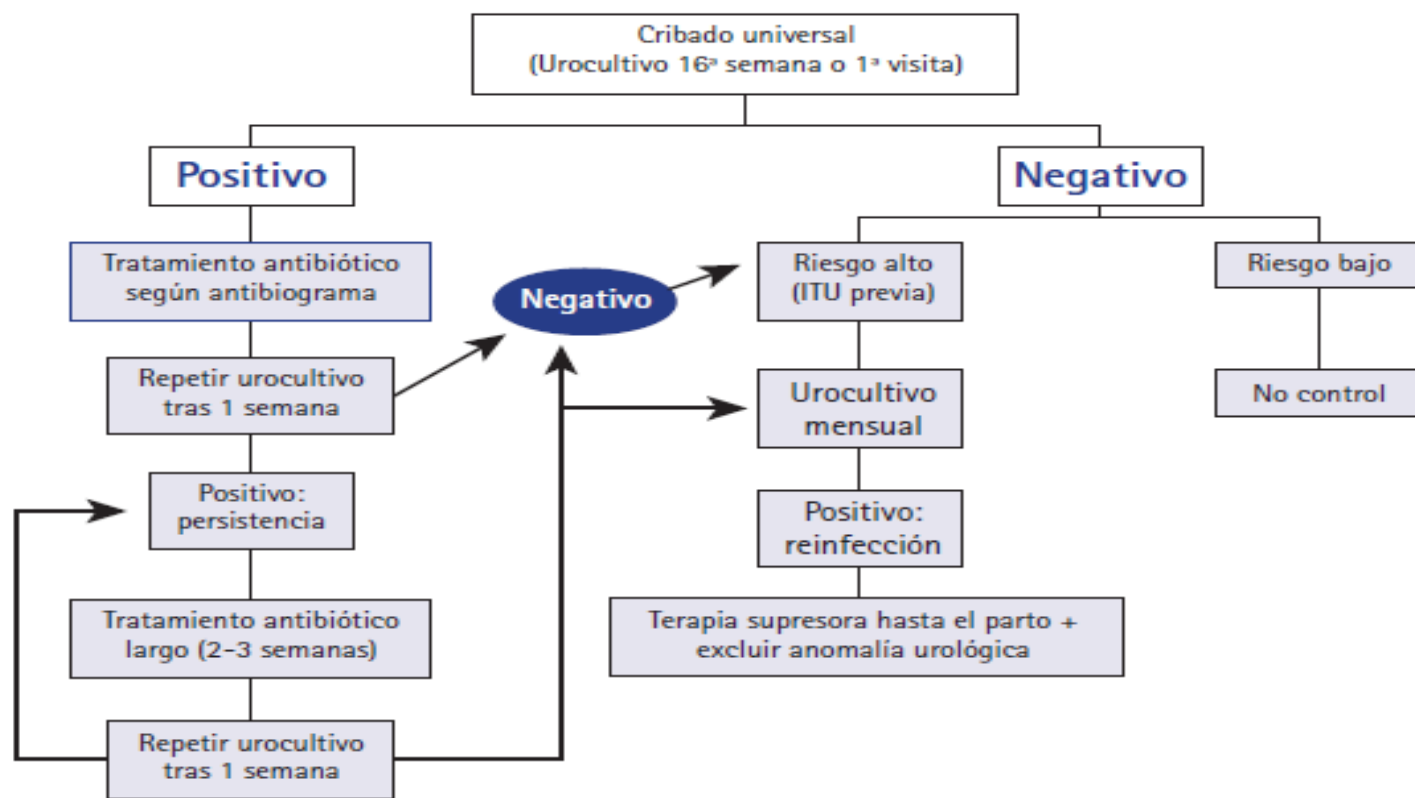 Cribado universal
(Urocultivo 16ª semana o 1ª visita)
Positivo
Negativo
Tratamiento antibiótico
según antibiograma
Negativo
Riesgo alto
(ITU previa)
Riesgo bajo
Repetir urocultivo
tras 1 semana
Urocultivo
mensual
No control
Positivo:
persistencia
Positivo:
reinfección
Tratamiento antibiótico
largo (2-3 semanas)
Terapia supresora hasta el parto +
excluir anomalía urológica
Repetir urocultivo
tras 1 semana